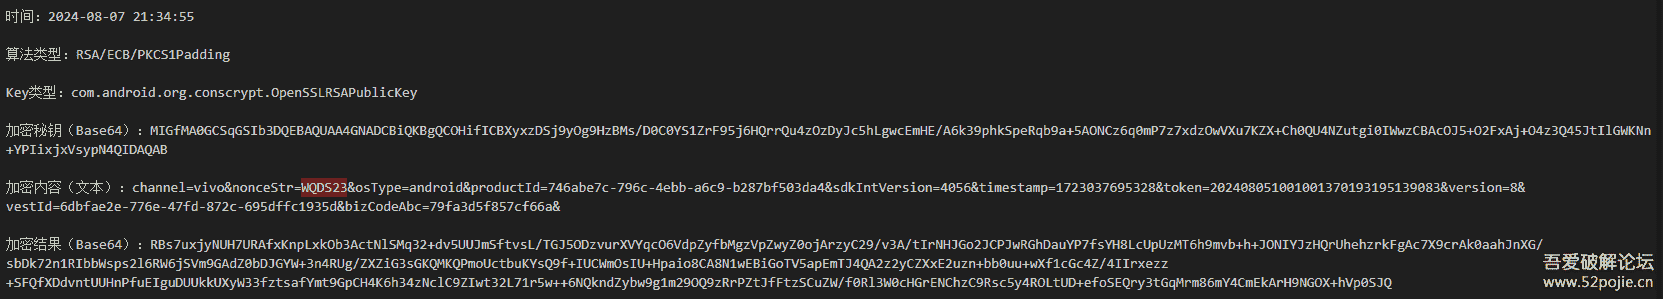 时间：2024-08-07 21:34:55
算法类型：RSA/ECB/PKCS1Padding
Key类型：com.android.org.conscrypt.OpenSSLRSAPublicKey
加密秘钥（Base64）：MIGfMA0GCSqGSIb3DQEBAQUAA4GNADCBiQKBgQCOHifICBXyxzDSj9yOg9HzBMs/D0C0YS1ZrF95j6HQrrQu4zOzDyJc5hLgwcEmHE/A6k39phkSpeRqb9a+5AONCz6q0mP7z7xdzOwVXu7KZX+Ch0QU4NZutgi0IWwzCBAcOJ5+O2FxAj+O4z3Q45JtIlGWKNn
+YPIixjxVsypN4QIDAQAB
加密内容（文本）：channel=vivo&nonceStr=WQDS23&osType=android&productId=746abe7c-796c-4ebb-a6c9-b287bf503da4&sdkIntVersion=4056&timestamp=1723037695328&token=20240805100100137019319513908​3&version=8&
vestId=6dbfae2e-776e-47fd-872c-695dffc1935d&bizCodeAbc=79fa3d5f857cf66a&
加密结果（Base64）：RBs7uxjyNUH7URAfxKnpLxkOb3ActNlSMq32+dv5UUJmSftvsL/TGJ5ODzvurXVYqcO6VdpZyfbMgzVpZwyZ0ojArzyC29/v3A/tIrNHJGo2JCPJwRGhDauYP7fsYH8LcUpUzMT6h9mvb+h+JONIYJzHQrUhehzrkFgAc7X9crAk0aahJnXG/
sbDk72n1RIbbWsps2l6RW6jSVm9GAdZ0bDJGYW+3n4RUg/ZXZiG3sGKQMKQPmoUctbuKYsQ9f+IUCWmOsIU+Hpaio8CA8N1wEBiGoTV5apEmTJ4QA2z2yCZXxE2uzn+bb0uu+wXf1cGc4Z/4IIrxezz
+SFQfXDdvntUUHnPfuEIguDUUkkUXyW33fztsafYmt9GpCH4K6h34zNclC9ZIwt32L71r5w++6NQkndZybw9g1m29OQ9zRrPZtJfFtzSCuZW/f0Rl3W0cHGrENChzC9Rsc5y4ROLtUD+efoSEQry3tGqMrm86mY4CmEkArH9NGOX+hVp0SJQ
吾爱破解论坛
www.52pojie.cn